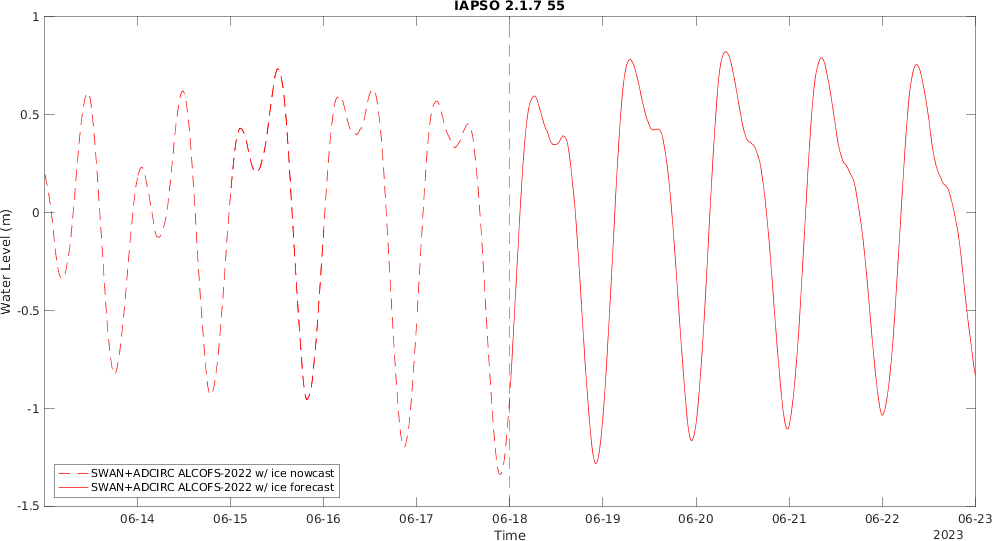 IAPSO 2.1.7 55
Water Level (m)
1
0.5
0
-0.5
-1
-1.5
SWAN+ADCIRC ALCOFS-2022 w/ ice nowcast
SWAN+ADCIRC ALCOFS-2022 w/ ice forecast
06-14 06-15 06-16 06-17 06-18 06-19 06-20 06-21 06-22 06-23
Time
2023